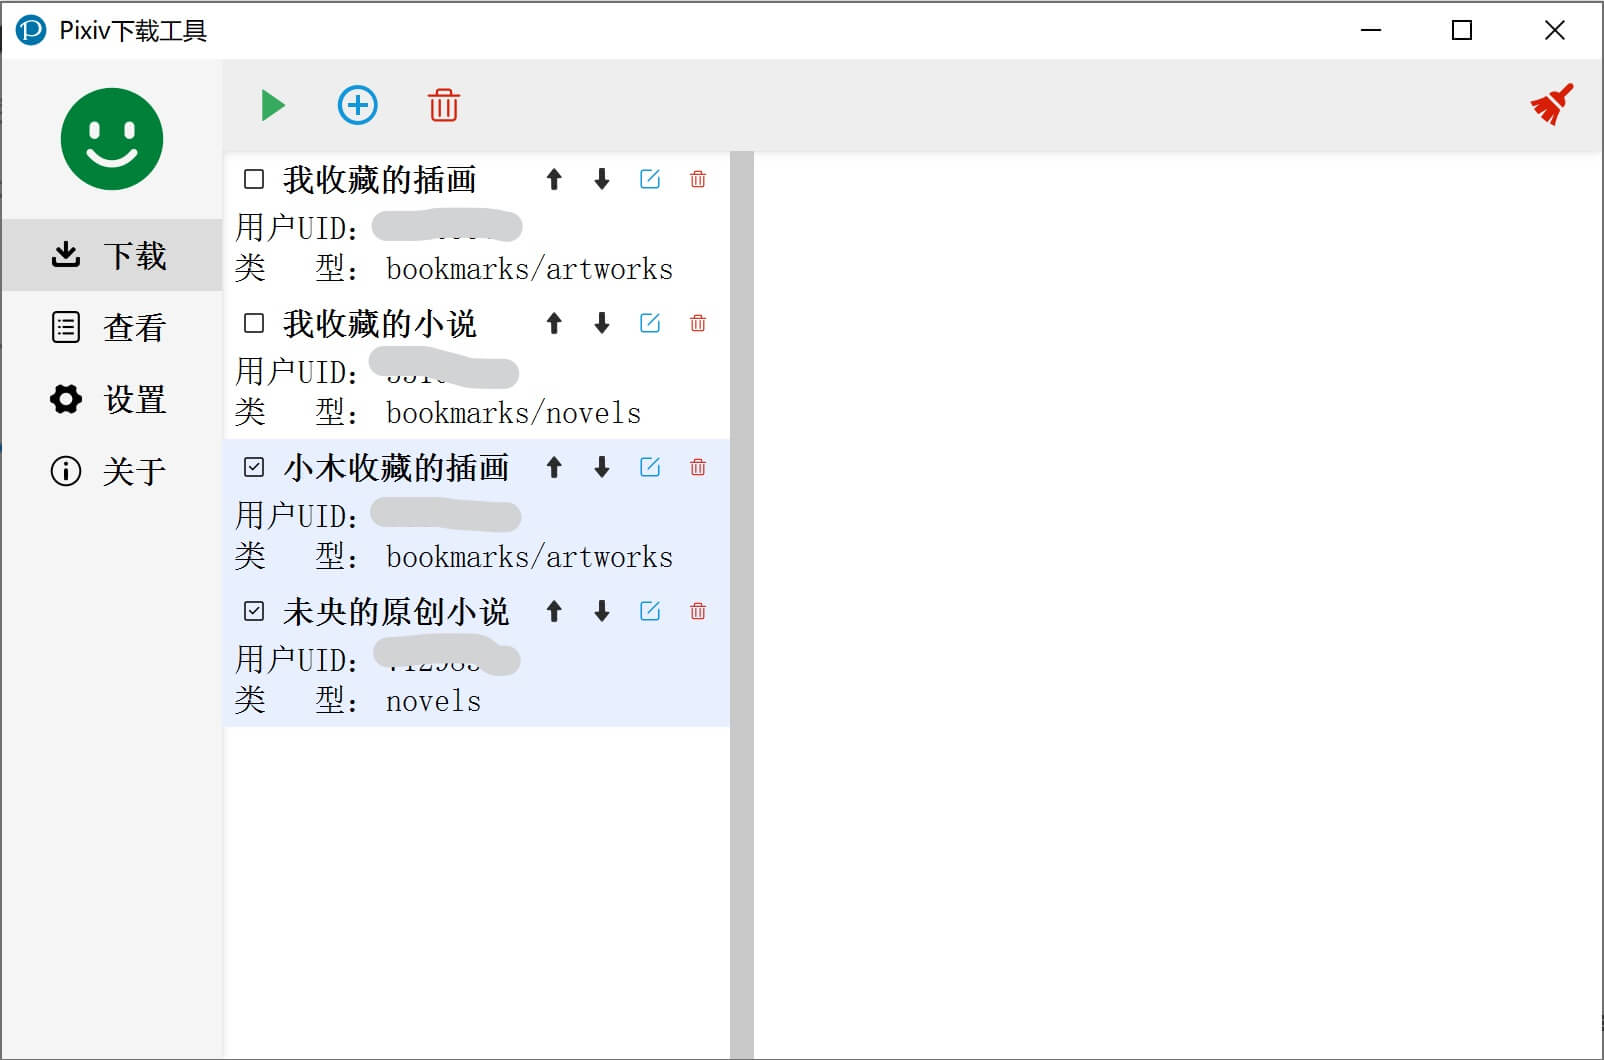 Pixiv下载工具
下载
查看
设置
关于
我收藏的插画
用户UID：
类 型： bookmarks/artworks
我收藏的小说
用户UID：
类 型： bookmarks/novels
小木收藏的插画
用户UID：
类 型： bookmarks/artworks
未央的原创小说
用户UID：
类 型： novels